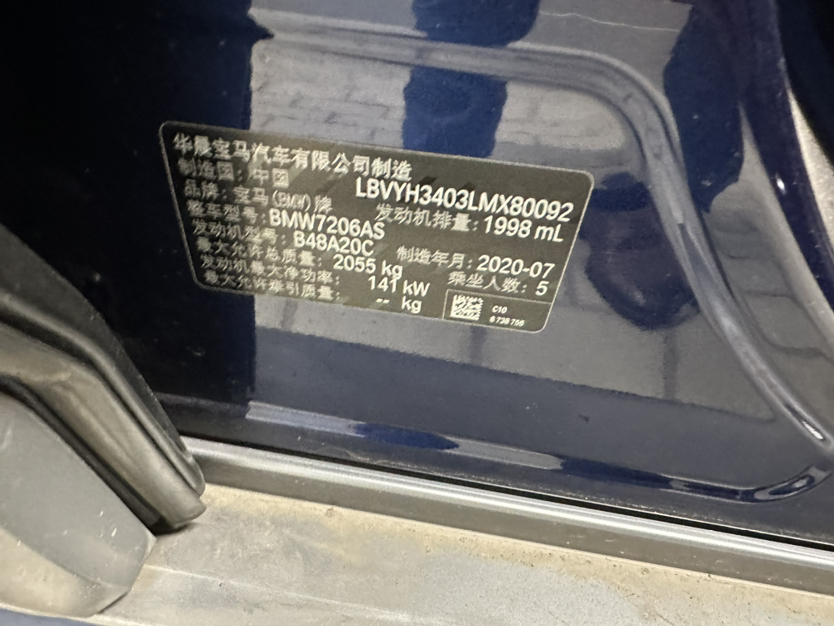 华晨宝马汽车有限公司制造
制造国：中国 LBVYH3403LMX80092
品牌：宝马(BMW)牌 发动机排量：1998 mL
整车型号：BMW7206AS
发动机型号：B48A20C 制造年月：2020-07
最大允许总质量：2055 kg 乘坐人数：5
发动机最大净功率：141 kW
最大允许牵引质量：-- kg
C10
6 738 756